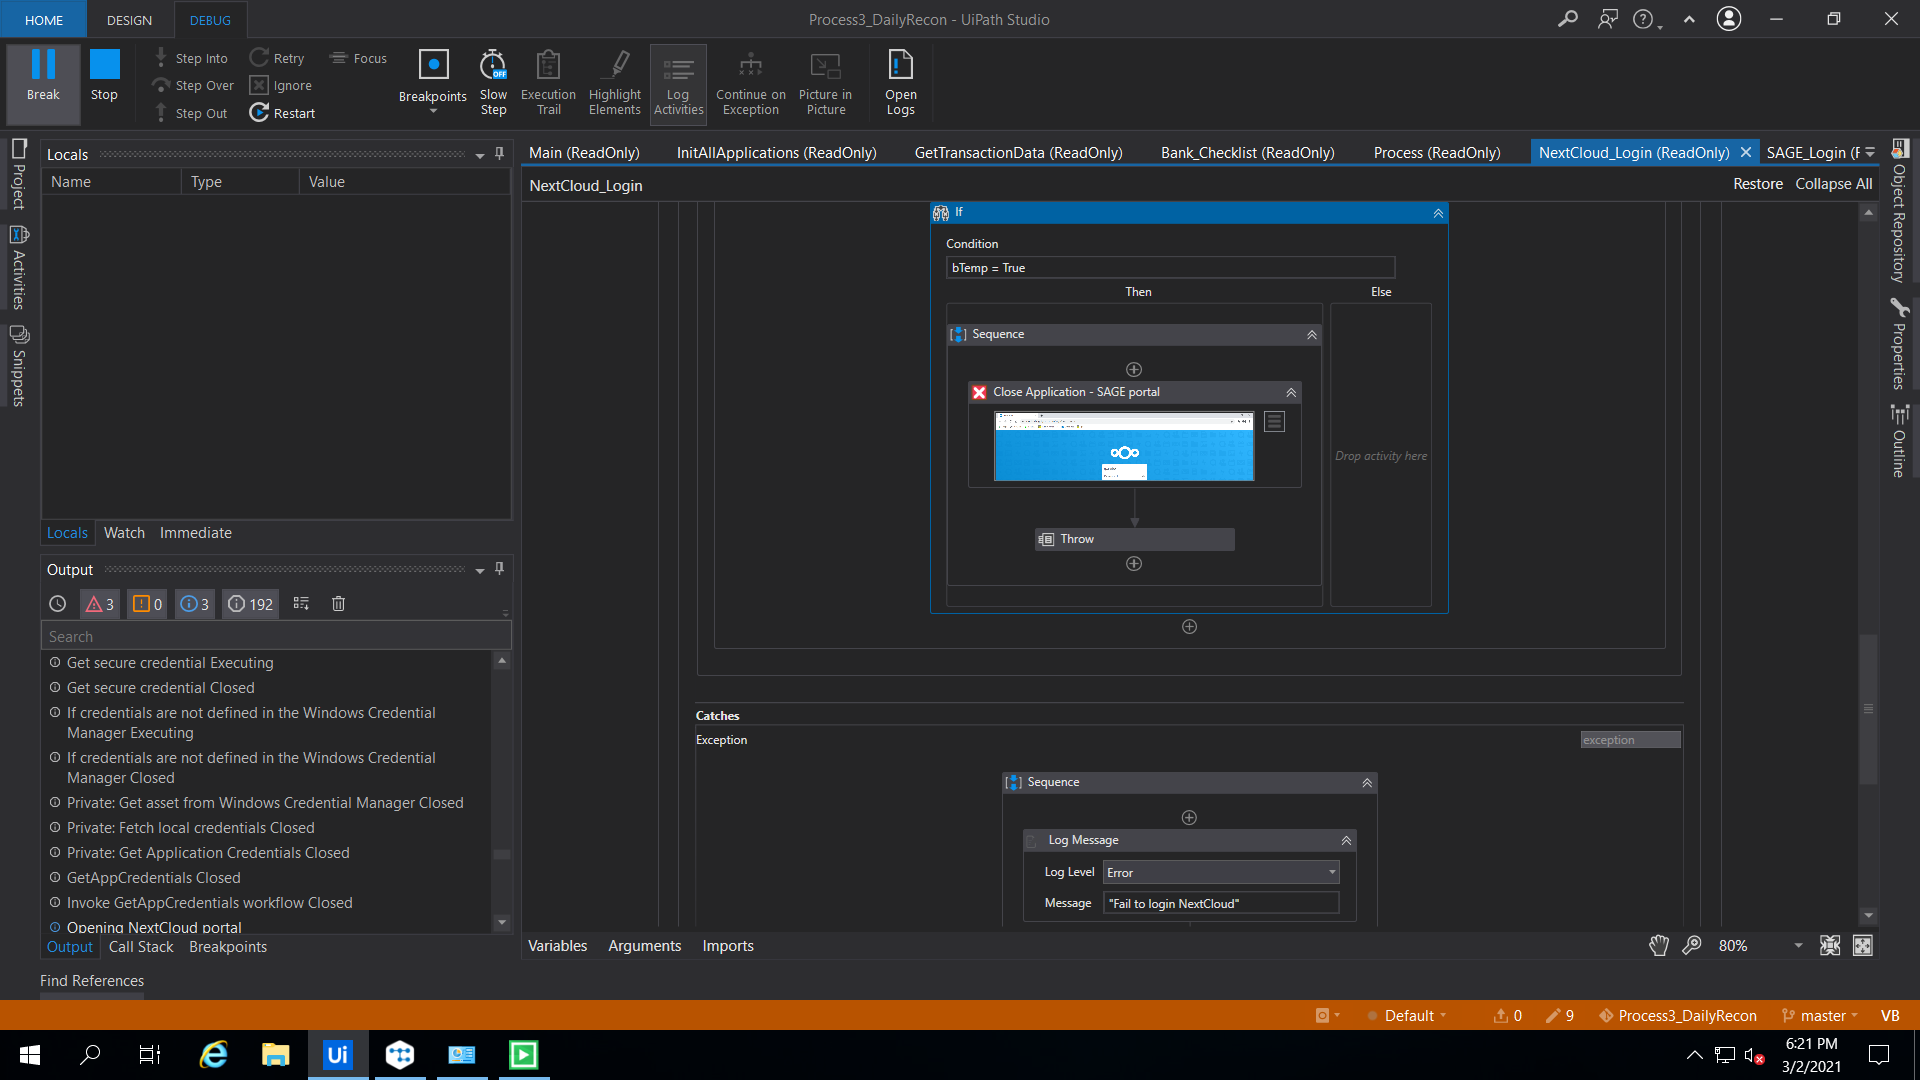 HOME
DESIGN
DEBUG
Process3_DailyRecon - UiPath Studio
Break
Stop
Step Into
Step Over
Step Out
Retry
Ignore
Restart
Focus
Breakpoints
Slow
Step
OFF
Execution
Trail
Highlight
Elements
Log
Activities
Continue on
Exception
Picture in
Picture
Open
Logs
Project
Activities
Snippets
Locals
Name
Type
Value
Locals
Watch
Immediate
Output
3
0
3
192
Search
Get secure credential Executing
Get secure credential Closed
If credentials are not defined in the Windows Credential
Manager Executing
If credentials are not defined in the Windows Credential
Manager Closed
Private: Get asset from Windows Credential Manager Closed
Private: Fetch local credentials Closed
Private: Get Application Credentials Closed
GetAppCredentials Closed
Invoke GetAppCredentials workflow Closed
Opening NextCloud portal
Output
Call Stack
Breakpoints
Find References
Main (ReadOnly)
InitAllApplications (ReadOnly)
GetTransactionData (ReadOnly)
Bank_Checklist (ReadOnly)
Process (ReadOnly)
NextCloud_Login (ReadOnly)
SAGE_Login (F
NextCloud_Login
Restore
Collapse All
If
Condition
bTemp = True
Then
Else
Sequence
Close Application - SAGE portal
Drop activity here
Throw
Catches
Exception
exception
Sequence
Log Message
Log Level
Error
Message
"Fail to login NextCloud"
Variables
Arguments
Imports
80%
Object Repository
Properties
Outline
Default
0
9
Process3_DailyRecon
master
VB
Ui
6:21 PM
3/2/2021